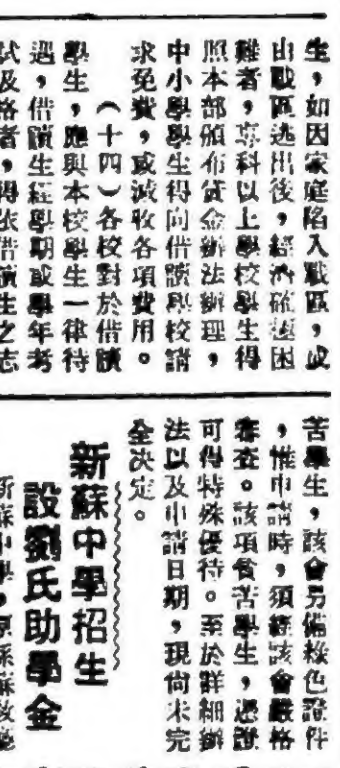 生，如因家庭陷入戰區，或
由戰區逃出後，經濟確極困
難者，專科以上學校學生得
照本部頒布貸金辦法辦理，
中小學學生得向借讀學校請
求免費，或減收各項費用。
（十四）各校對於借讀
學生，應與本校學生一律待
遇，借讀生經學期或學年考
試及格者，得依借讀生之志
苦學生，該會另備棕色證件
，惟申請時，須經該會嚴格
審查。該項貧苦學生，憑證
可得特殊優待。至於詳細辦
法以及申請日期，現尚未完
全決定。
新蘇中學招生
設劉氏助學金
新蘇中學，原係蘇教廳